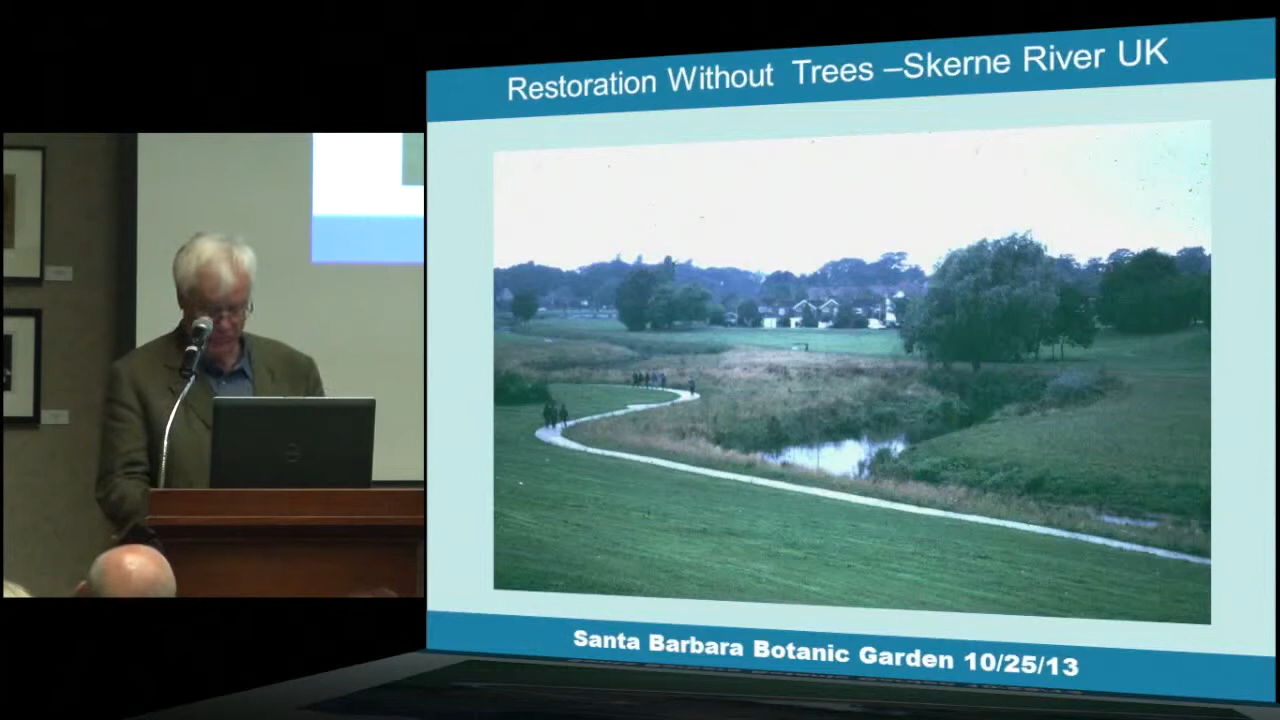 Restoration Without Trees –Skerne River UK
Santa Barbara Botanic Garden 10/25/13